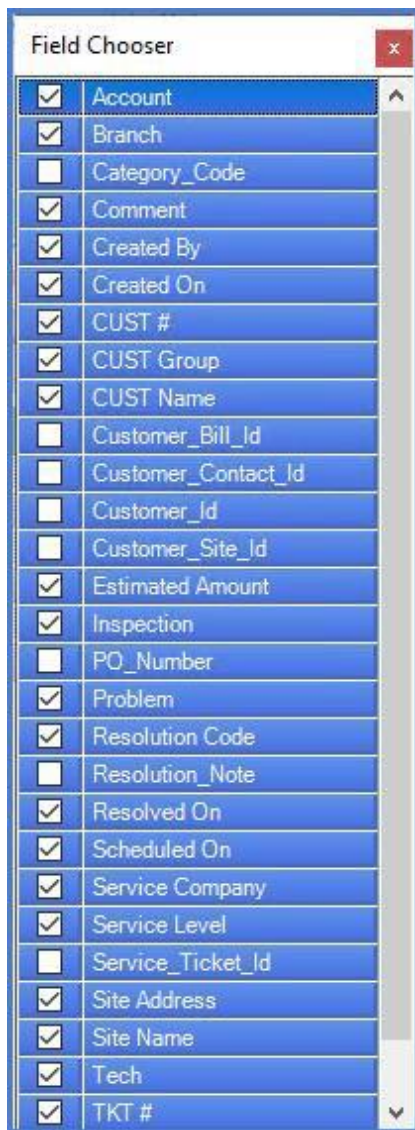 Field Chooser
x
Account
Branch
Category_Code
Comment
Created By
Created On
CUST #
CUST Group
CUST Name
Customer_Bill_Id
Customer_Contact_Id
Customer_Id
Customer_Site_Id
Estimated Amount
Inspection
PO_Number
Problem
Resolution Code
Resolution_Note
Resolved On
Scheduled On
Service Company
Service Level
Service_Ticket_Id
Site Address
Site Name
Tech
TKT #